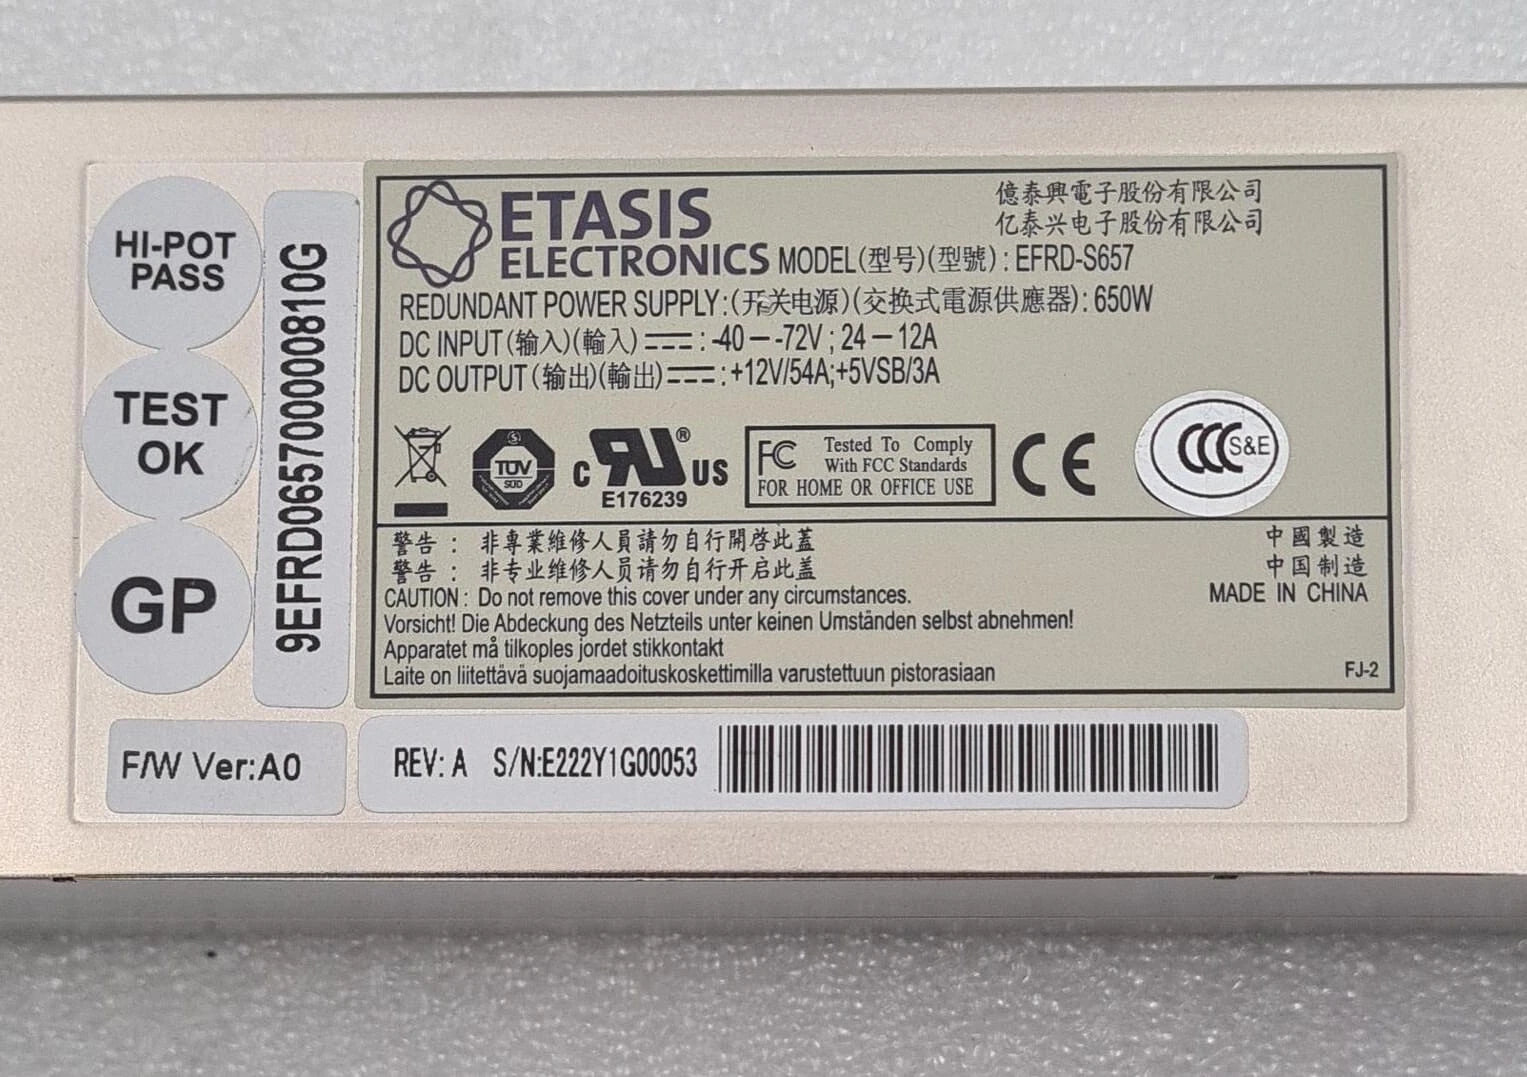 HI-POT
PASS
TEST
OK
GP
9EFRD0657000000810G
ETASIS
ELECTRONICS
億泰興電子股份有限公司
亿泰兴电子股份有限公司
MODEL(型号)(型號):EFRD-S657
REDUNDANT POWER SUPPLY:(开关电源)(交换式電源供應器):650W
DC INPUT(输入)(輸入)⎓:-40—-72V;24—12A
DC OUTPUT(输出)(輸出)⎓:+12V/54A;+5VSB/3A
S
TUV
SUD
c RU® US
E176239
FC Tested To Comply
With FCC Standards
FOR HOME OR OFFICE USE
CE
CCC S&E
警告: 非專業維修人員請勿自行開啓此蓋
警告: 非专业维修人员请勿自行开启此盖
CAUTION: Do not remove this cover under any circumstances.
Vorsicht! Die Abdeckung des Netzteils unter keinen Umständen selbst abnehmen!
Apparatet må tilkoples jordet stikkontakt
Laite on liitettävä suojamaadoituskoskettimilla varustettuun pistorasiaan
中國製造
中国制造
MADE IN CHINA
FJ-2
F/W Ver:A0
REV: A S/N:E222Y1G00053